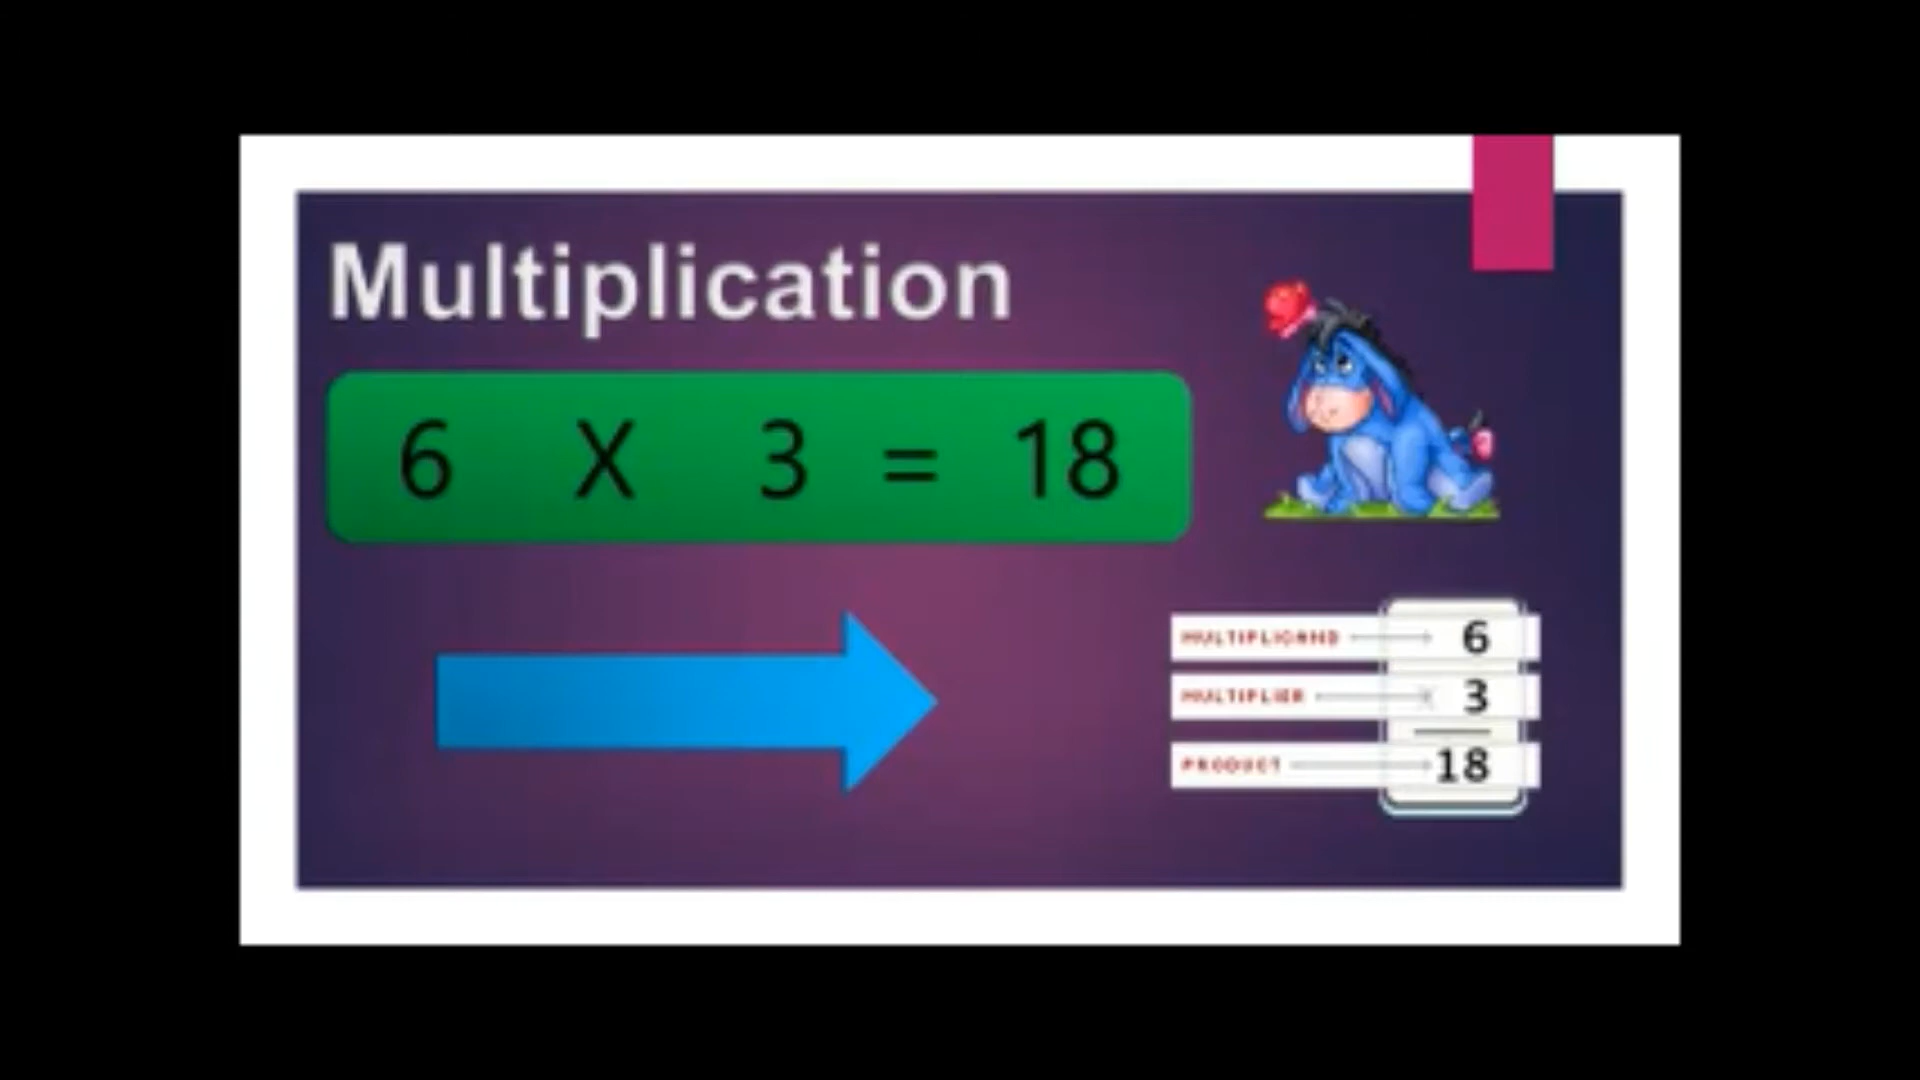 Multiplication
6 X 3 = 18
MULTIPLICAND 6
MULTIPLIER X 3
PRODUCT 18